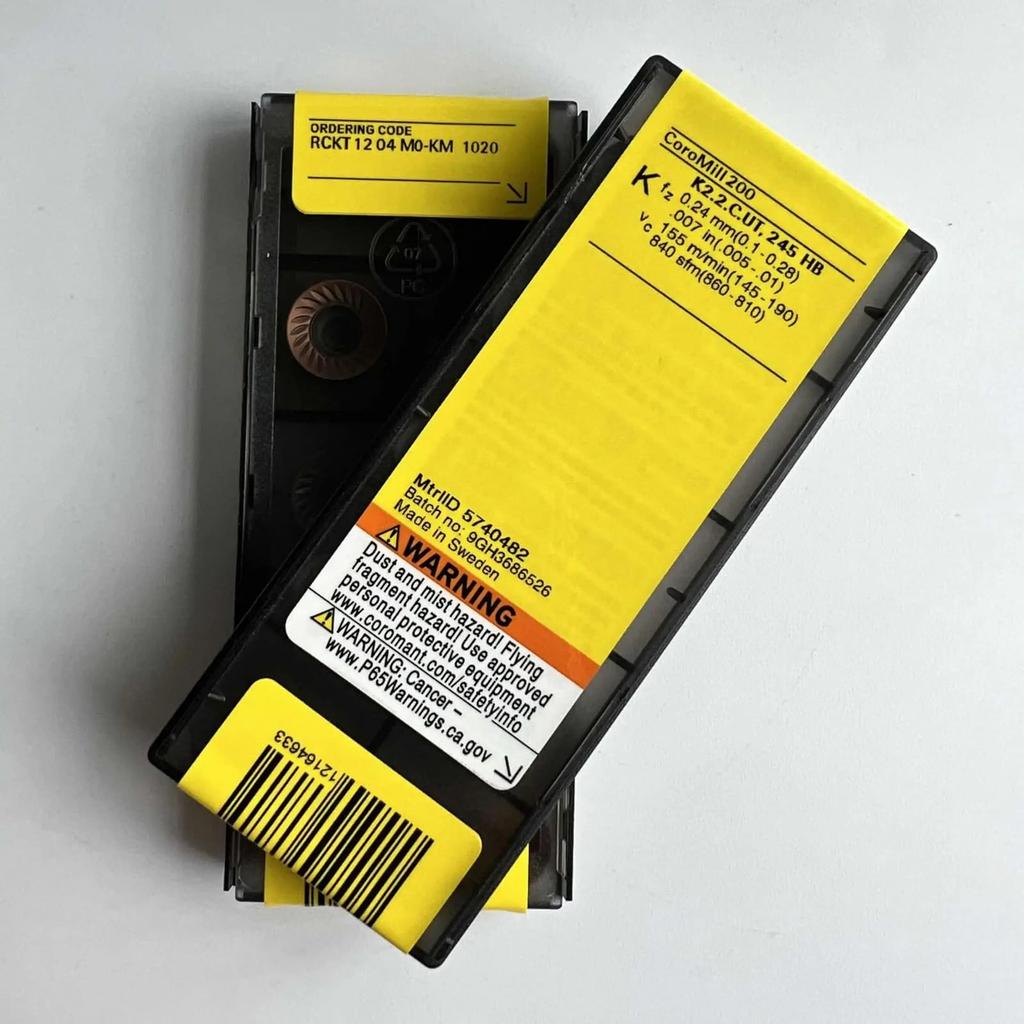 ORDERING CODE
RCKT 12 04 M0-KM 1020
07
PC
CoroMill 200
K2.2.C.UT, 245 HB
K fz 0.24 mm(0.1-0.28)
.007 in(.005-.01)
vc 155 m/min(145-190)
840 sfm(860-810)
MtrlID 5740482
Batch no: 9GH3686526
Made in Sweden
WARNING
Dust and mist hazard! Flying
fragment hazard! Use approved
personal protective equipment
www.coromant.com/safetyinfo
WARNING: Cancer –
www.P65Warnings.ca.gov
12164633